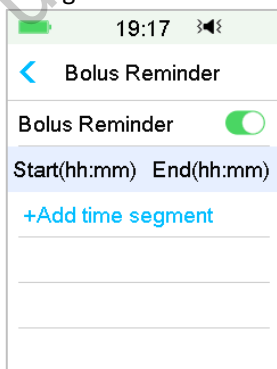 19:17
Bolus Reminder
Bolus Reminder
Start(hh:mm) End(hh:mm)
+Add time segment